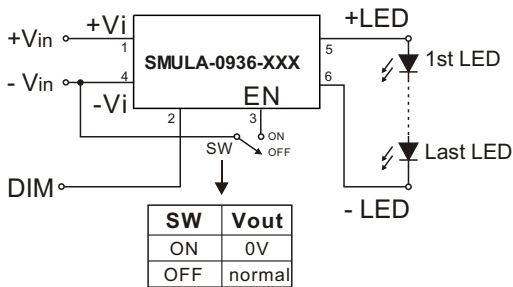 +Vi
+LED
+Vin
1
5
SMULA-0936-XXX
1st LED
- Vin
4
6
-Vi
EN
2
3
ON
SW
OFF
Last LED
DIM
- LED
SW Vout
ON 0V
OFF normal